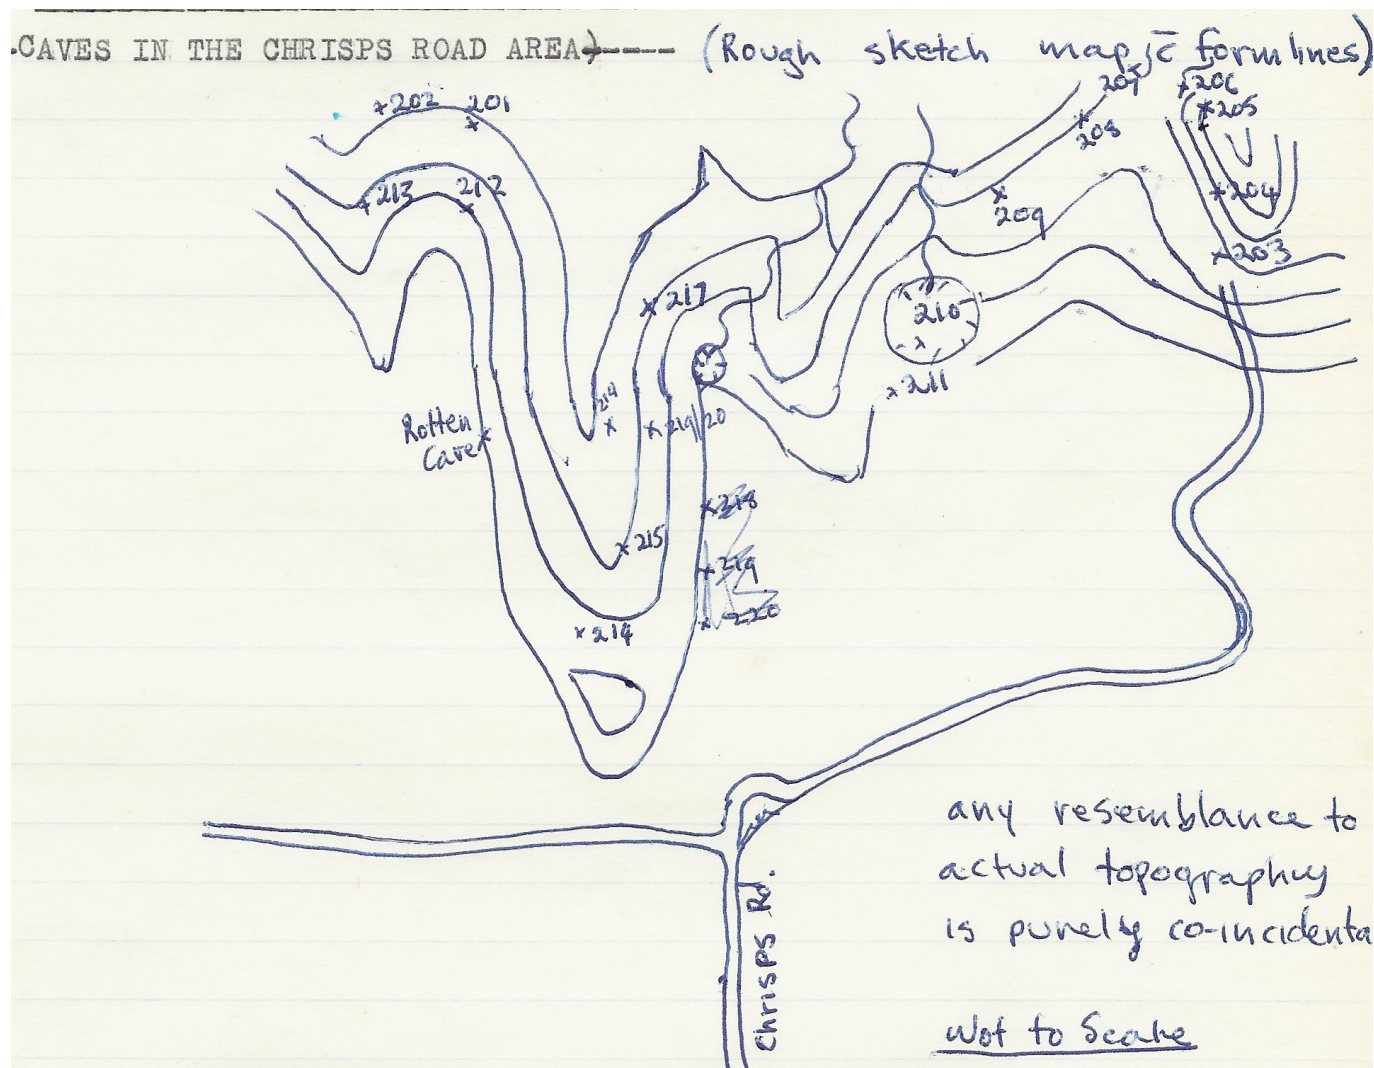 CAVES IN THE CHRISPS ROAD AREA)---- (Rough sketch map, c̄ formlines)
207
206
202
201
205
208
213
212
204
209
203
217
210
211
214
Rotten
Cave
219
20
218
215
219
220
214
any resemblance to
actual topography
is purely co-incidenta
Chrisps Rd.
Not to Scale